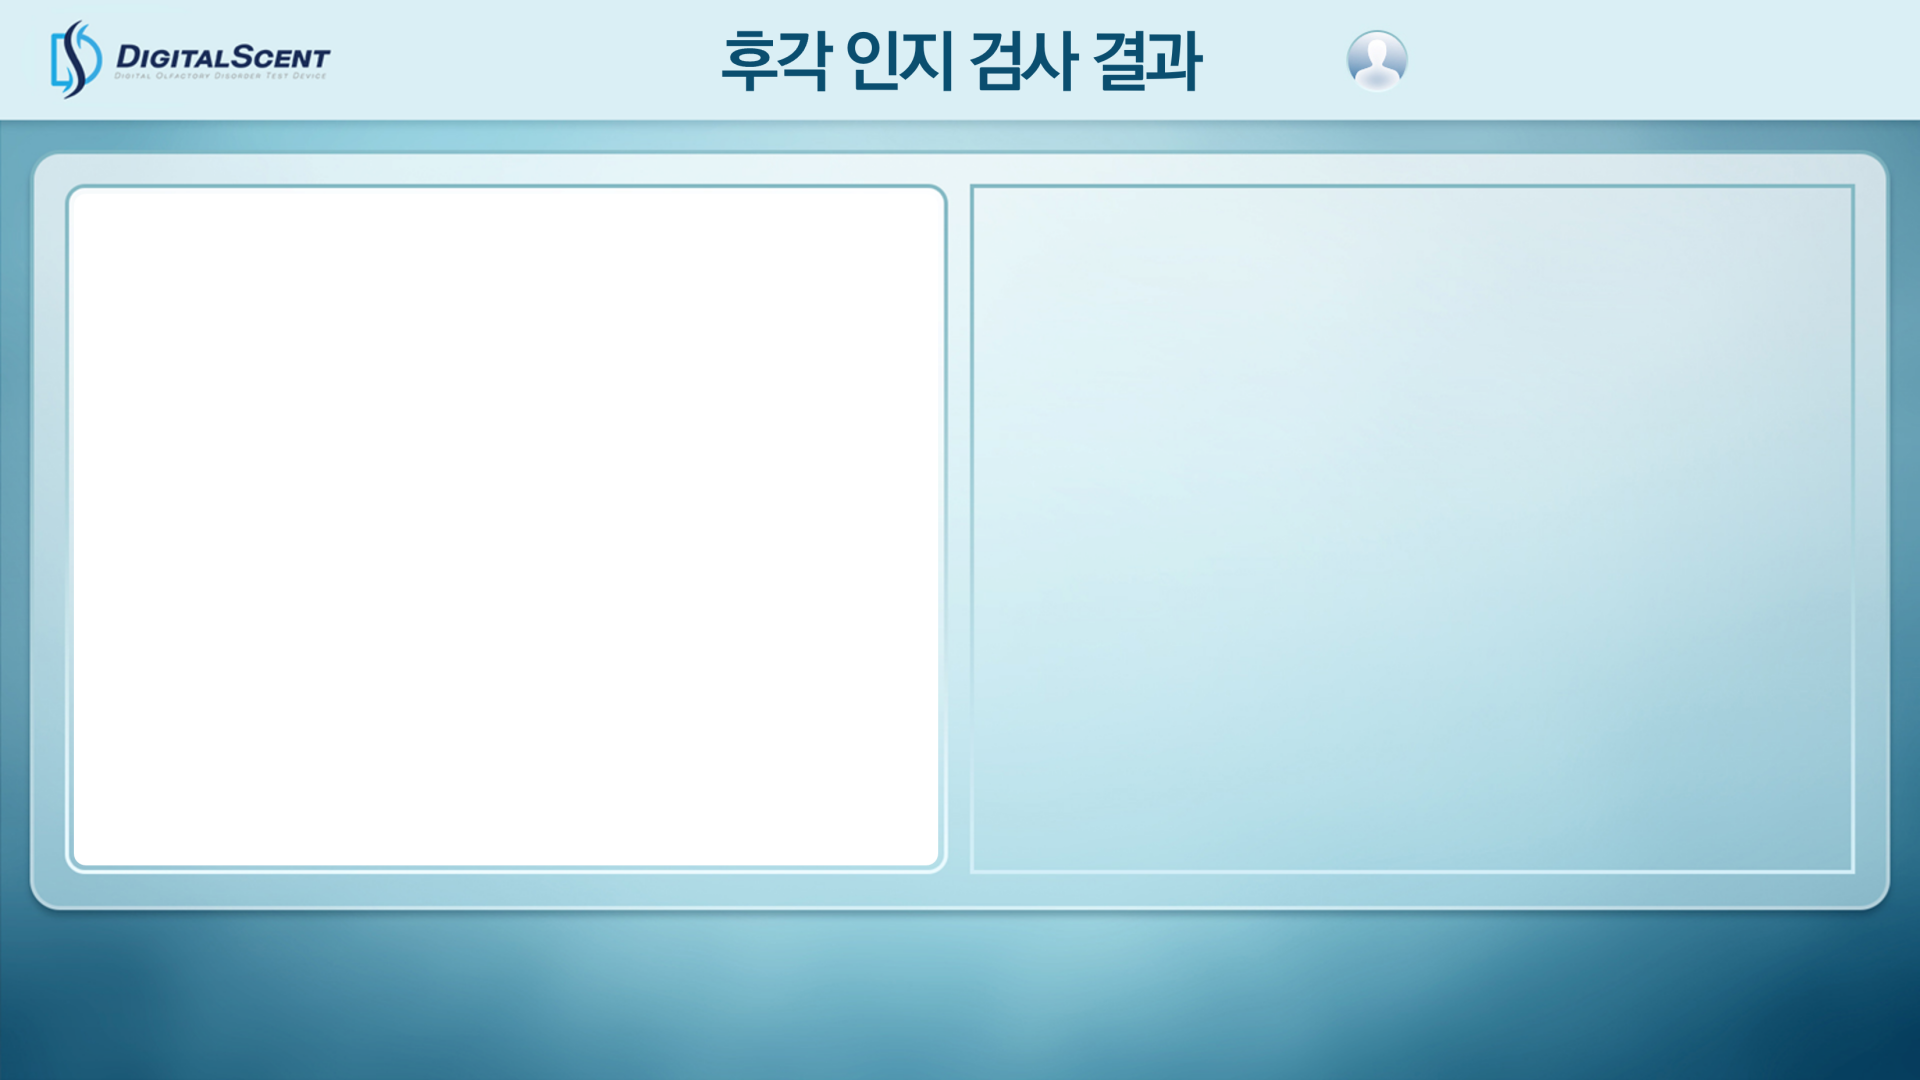 DIGITALSCENT
DIGITAL OLFACTORY DISORDER TEST DEVICE
후각 인지 검사 결과